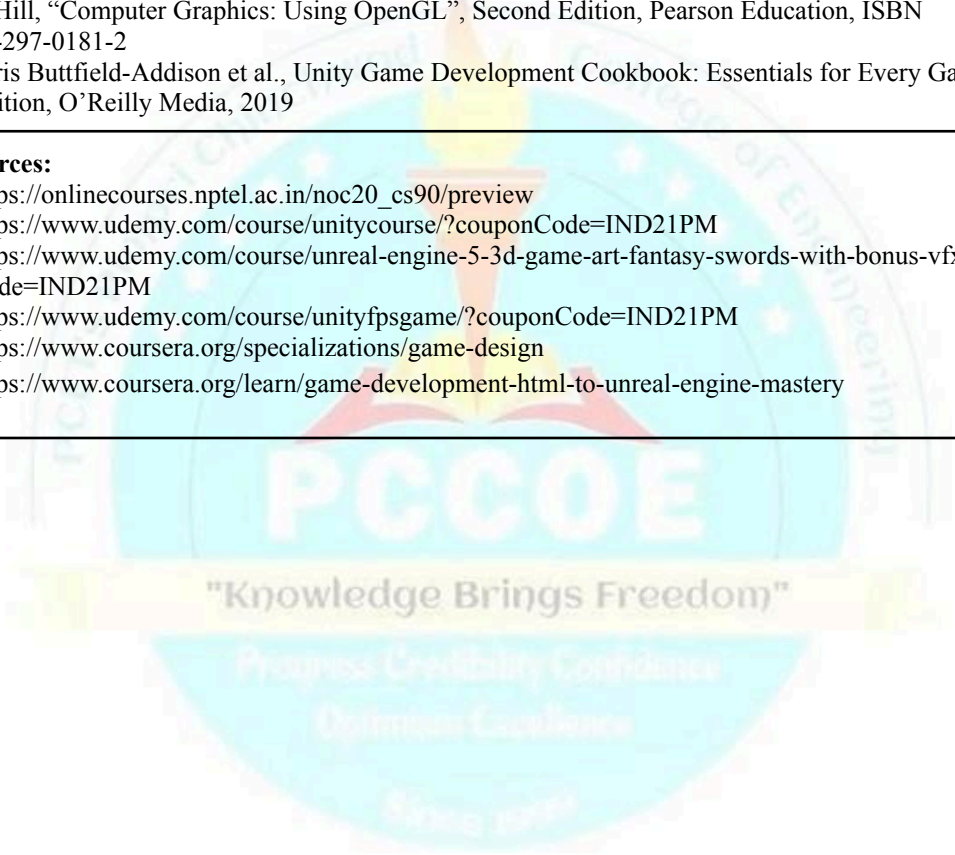 Hill, “Computer Graphics: Using OpenGL”, Second Edition, Pearson Education, ISBN
-297-0181-2
ris Buttfield-Addison et al., Unity Game Development Cookbook: Essentials for Every Ga
ition, O’Reilly Media, 2019
rces:
ps://onlinecourses.nptel.ac.in/noc20_cs90/preview
ps://www.udemy.com/course/unitycourse/?couponCode=IND21PM
ps://www.udemy.com/course/unreal-engine-5-3d-game-art-fantasy-swords-with-bonus-vfx
de=IND21PM
ps://www.udemy.com/course/unityfpsgame/?couponCode=IND21PM
ps://www.coursera.org/specializations/game-design
ps://www.coursera.org/learn/game-development-html-to-unreal-engine-mastery
College of Engineering
PCCOE
"Knowledge Brings Freedom"
Progress Credibility Confidence
Optimism Excellence
Since